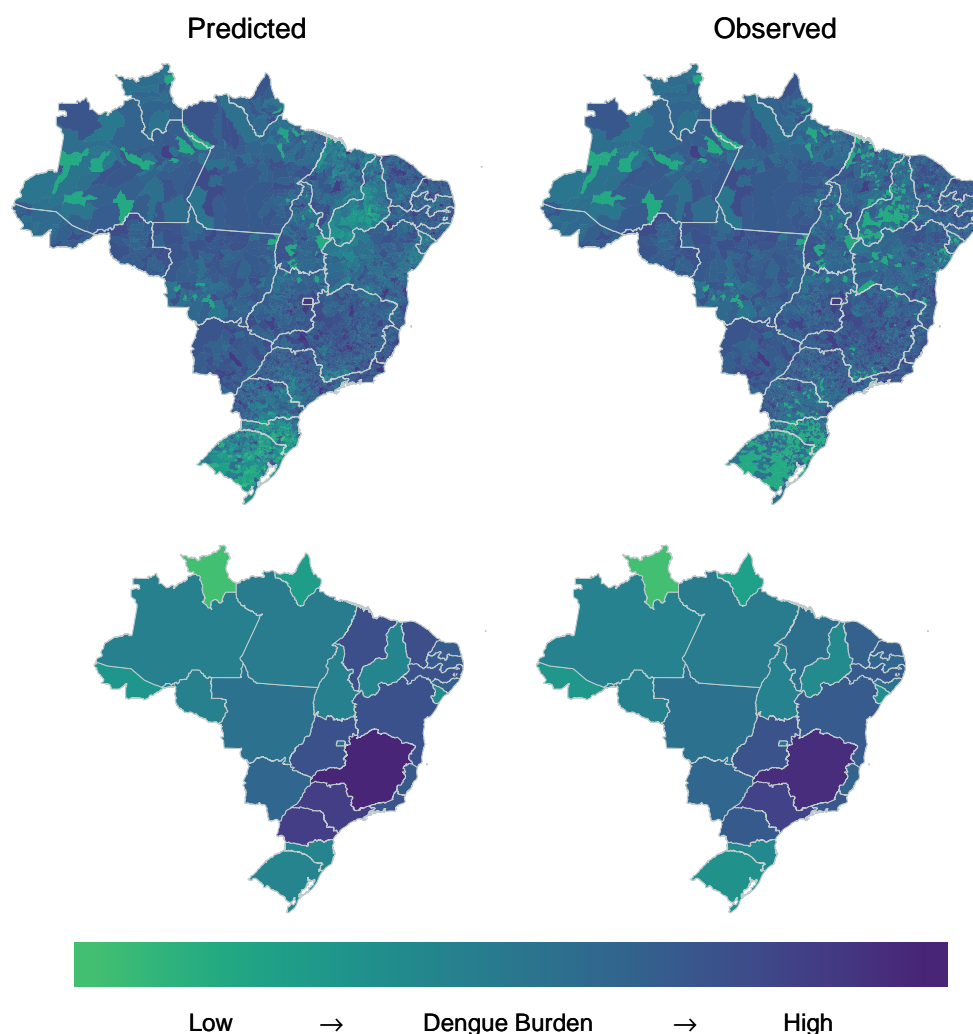 Predicted
Observed
Low → Dengue Burden → High